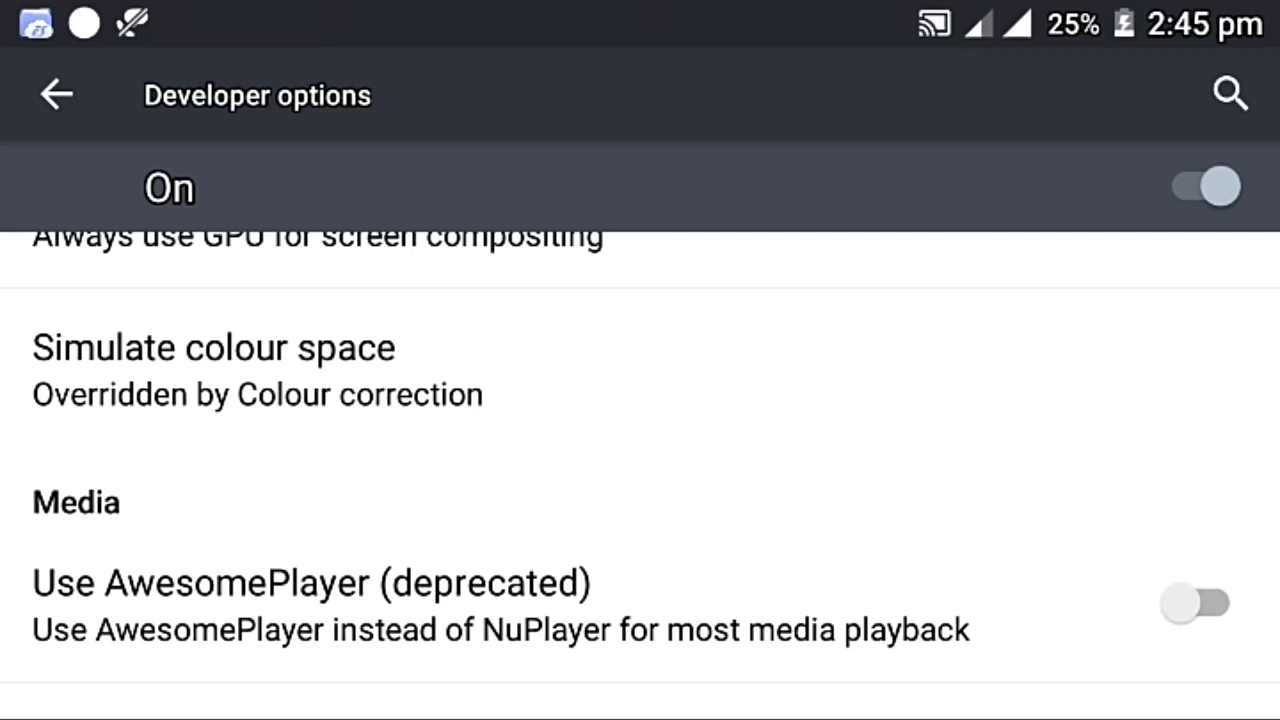 25% 2:45 pm
Developer options
On
Always use GPU for screen compositing
Simulate colour space
Overridden by Colour correction
Media
Use AwesomePlayer (deprecated)
Use AwesomePlayer instead of NuPlayer for most media playback